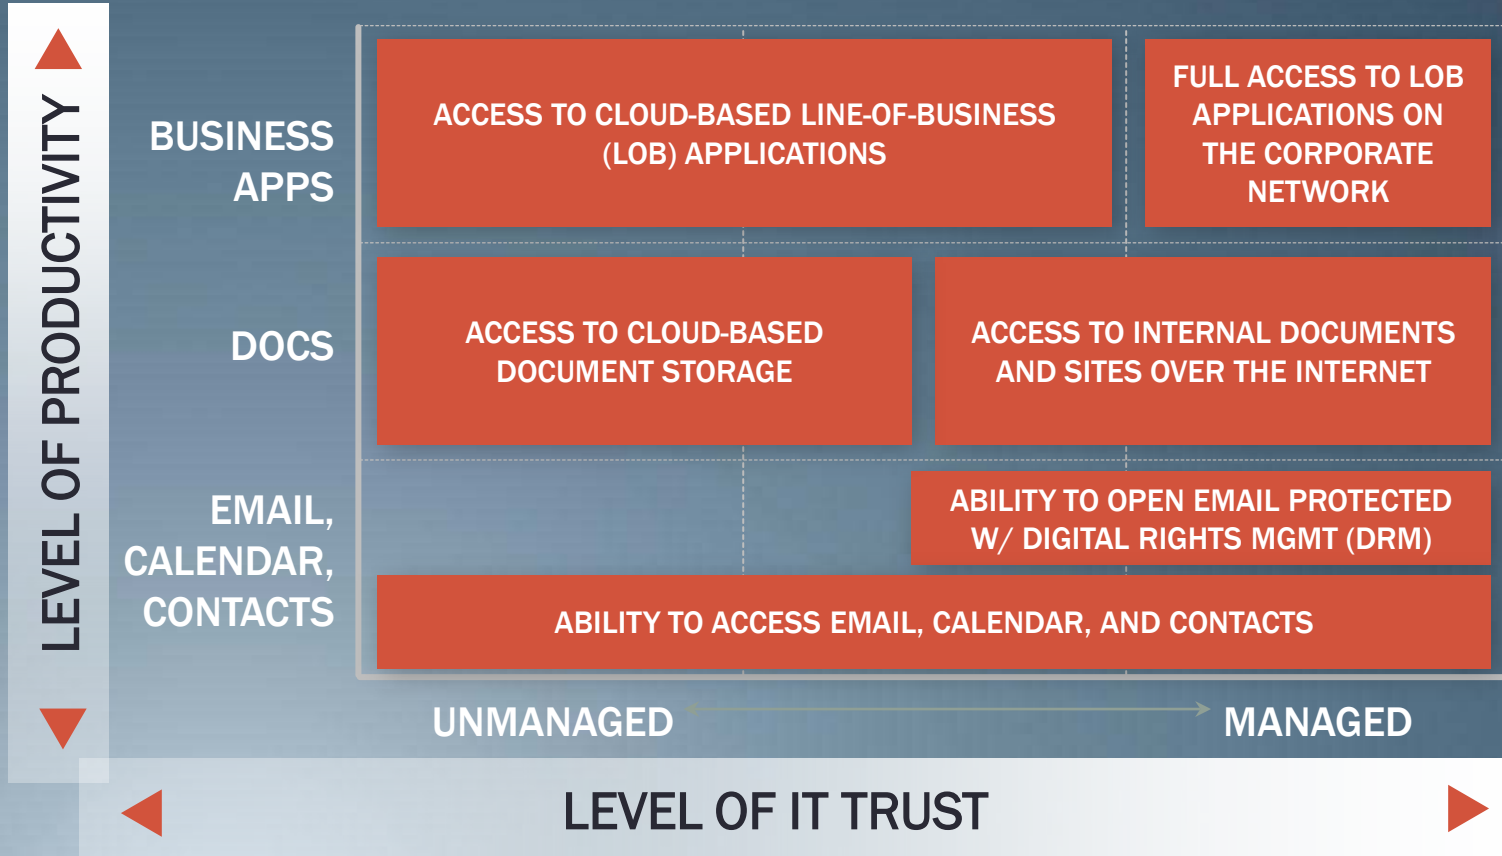 LEVEL OF PRODUCTIVITY
BUSINESS
APPS
ACCESS TO CLOUD-BASED LINE-OF-BUSINESS
(LOB) APPLICATIONS
FULL ACCESS TO LOB
APPLICATIONS ON
THE CORPORATE
NETWORK
DOCS
ACCESS TO CLOUD-BASED
DOCUMENT STORAGE
ACCESS TO INTERNAL DOCUMENTS
AND SITES OVER THE INTERNET
EMAIL,
CALENDAR,
CONTACTS
ABILITY TO OPEN EMAIL PROTECTED
W/ DIGITAL RIGHTS MGMT (DRM)
ABILITY TO ACCESS EMAIL, CALENDAR, AND CONTACTS
UNMANAGED
MANAGED
LEVEL OF IT TRUST